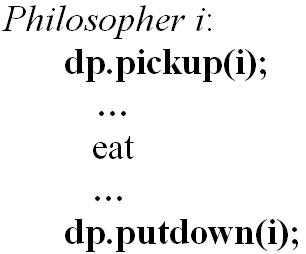 Philosopher i:
dp.pickup(i);
...
eat
...
dp.putdown(i);